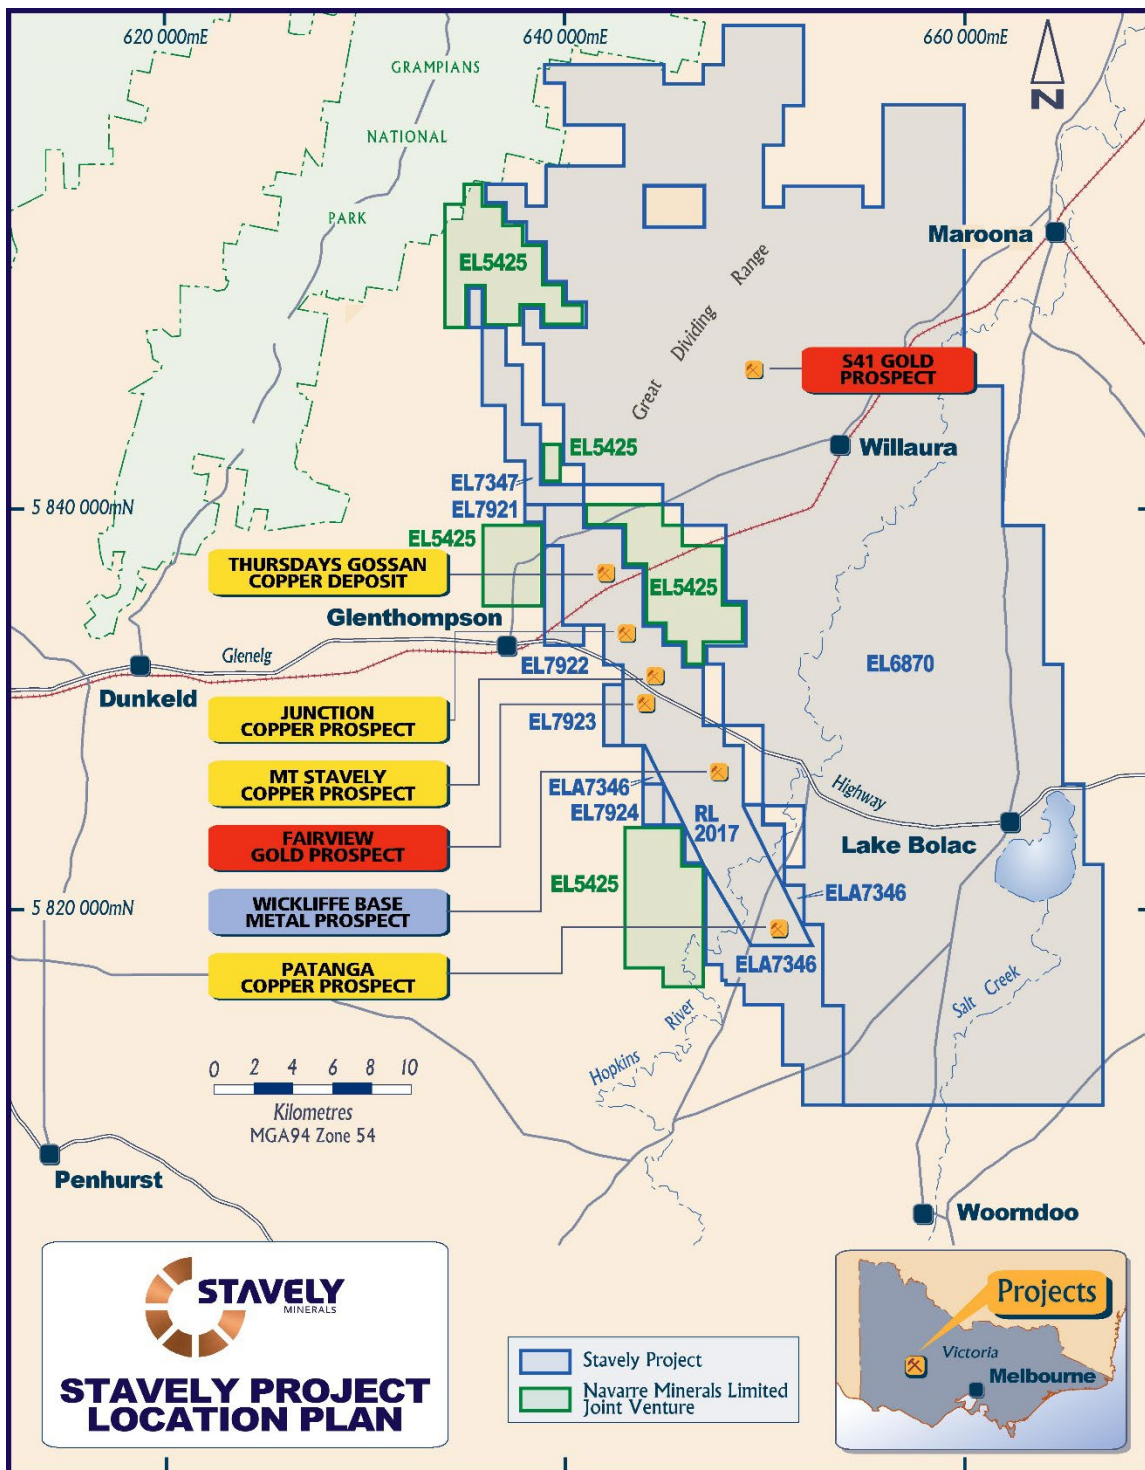 620 000mE
640 000mE
660 000mE
GRAMPIANS
NATIONAL
PARK
N
Maroona
EL5425
Great Dividing Range
S41 GOLD
PROSPECT
Willaura
EL5425
EL7347
EL7921
5 840 000mN
EL5425
THURSDAYS GOSSAN
COPPER DEPOSIT
EL5425
Glenthompson
Glenelg
EL7922
EL6870
Dunkeld
JUNCTION
COPPER PROSPECT
EL7923
MT STAVELY
COPPER PROSPECT
ELA7346
EL7924
RL
2017
Highway
FAIRVIEW
GOLD PROSPECT
Lake Bolac
EL5425
ELA7346
WICKLIFFE BASE
METAL PROSPECT
5 820 000mN
PATANGA
COPPER PROSPECT
ELA7346
Salt Creek
Hopkins River
0 2 4 6 8 10
Kilometres
MGA94 Zone 54
Penhurst
Woorndoo
STAVELY
MINERALS
STAVELY PROJECT
LOCATION PLAN
Stavely Project
Navarre Minerals Limited
Joint Venture
Projects
Victoria
Melbourne